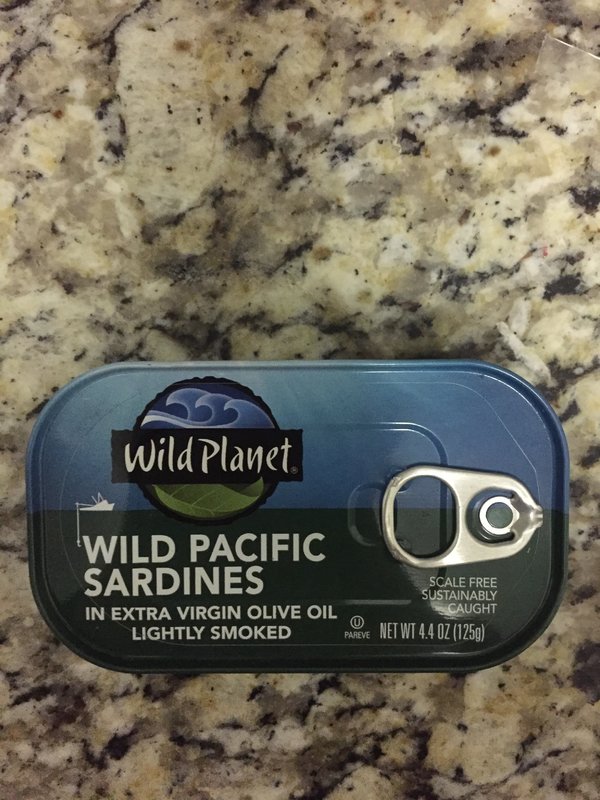 Wild Planet®
WILD PACIFIC
SARDINES
IN EXTRA VIRGIN OLIVE OIL
LIGHTLY SMOKED
SCALE FREE
SUSTAINABLY
CAUGHT
U
PAREVE
NET WT 4.4 OZ (125g)